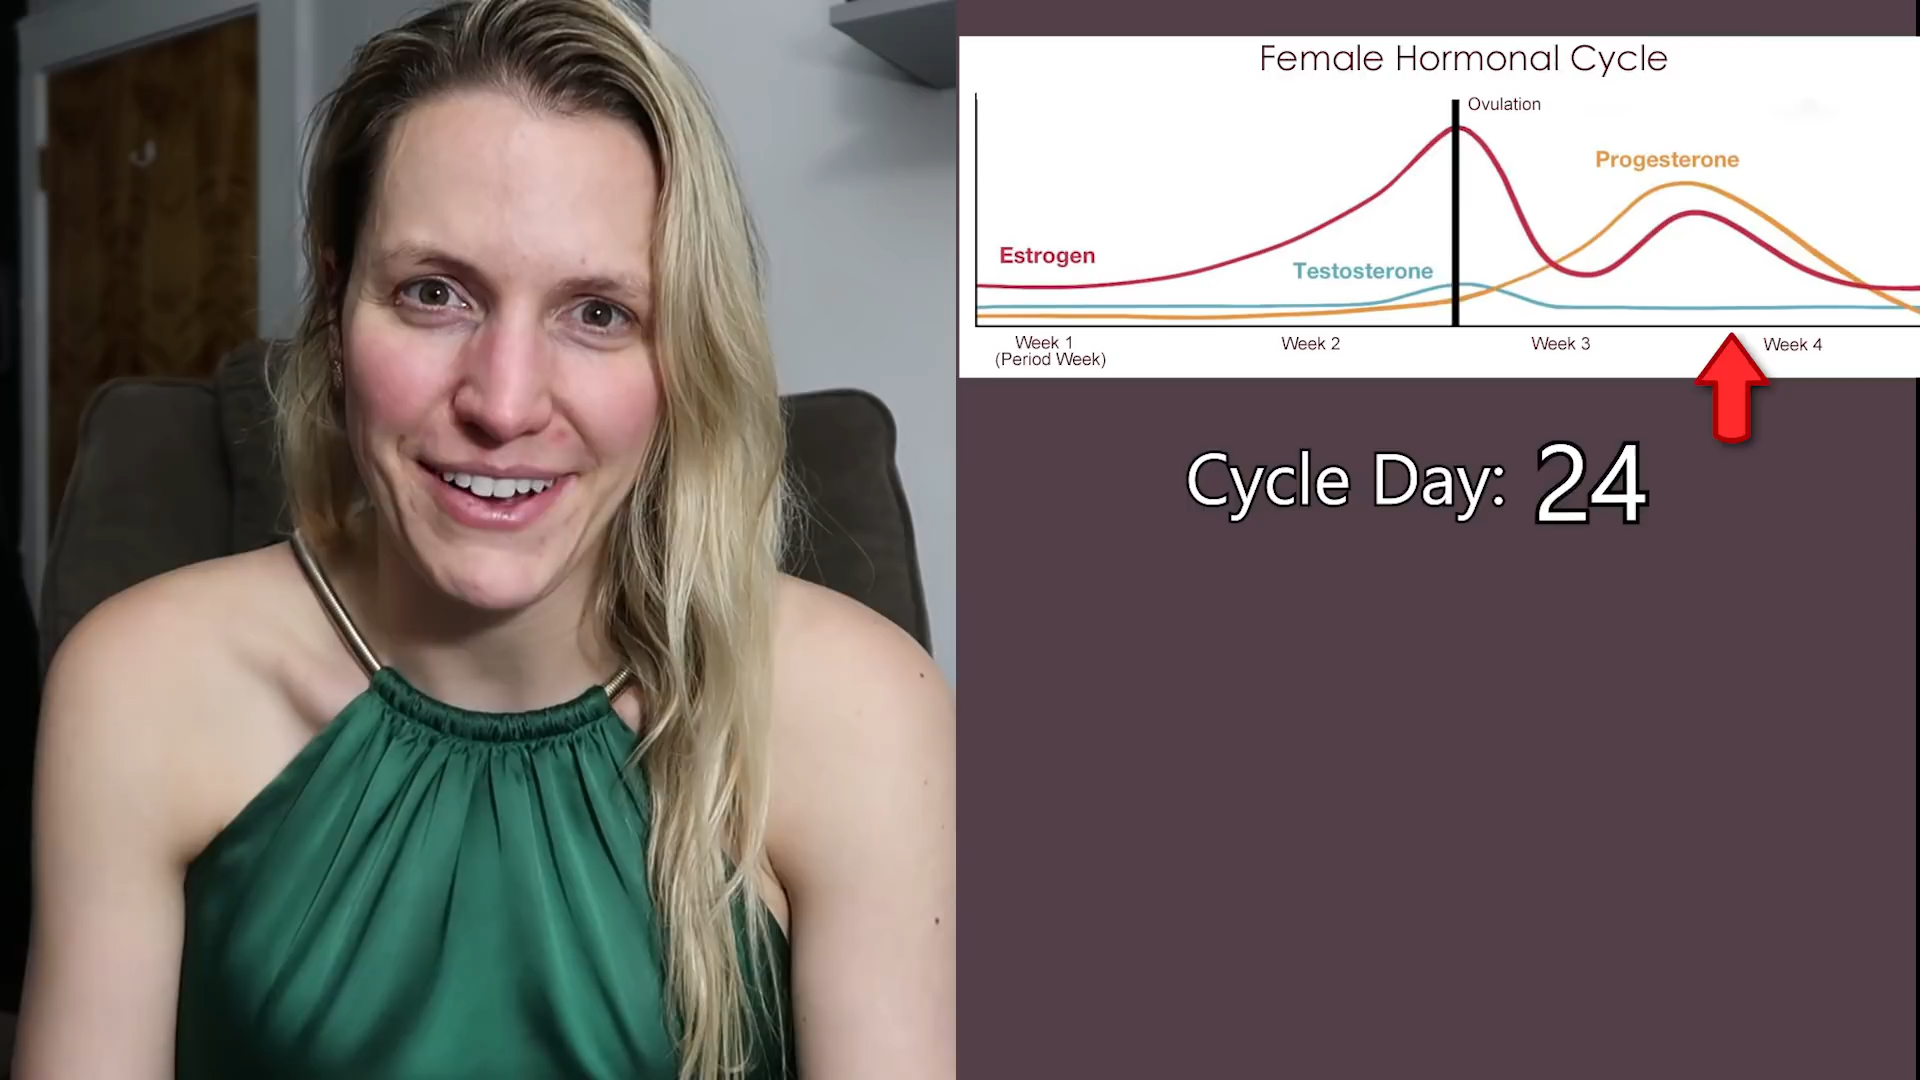 Female Hormonal Cycle
Ovulation
Progesterone
Estrogen
Testosterone
Week 1
(Period Week)
Week 2
Week 3
Week 4
Cycle Day: 24